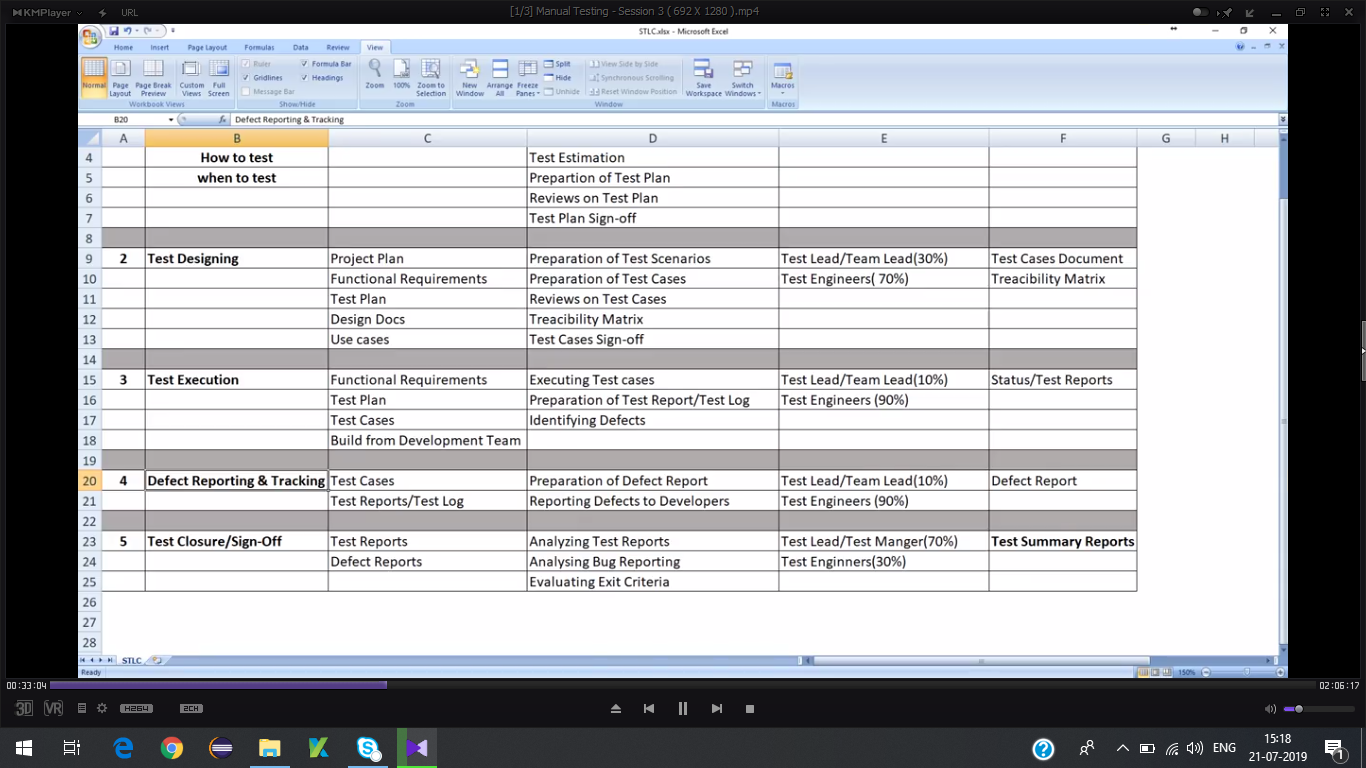 KMPlayer URL [1/3] Manual Testing - Session 3 ( 692 X 1280 ).mp4
STLC.xlsx - Microsoft Excel
Home Insert Page Layout Formulas Data Review View
Ruler Formula Bar Split View Side by Side
Gridlines Headings Hide Synchronous Scrolling
Message Bar Unhide Reset Window Position
Normal Page Layout Page Break Preview Custom Views Full Screen Zoom 100% Zoom to Selection New Window Arrange All Freeze Panes Save Workspace Switch Windows Macros
Workbook Views Show/Hide Zoom Window Macros
B20 fx Defect Reporting & Tracking
A B C D E F G H
4 How to test Test Estimation
5 when to test Prepartion of Test Plan
6 Reviews on Test Plan
7 Test Plan Sign-off
8
9 2 Test Designing Project Plan Preparation of Test Scenarios Test Lead/Team Lead(30%) Test Cases Document
10 Functional Requirements Preparation of Test Cases Test Engineers( 70%) Treacibility Matrix
11 Test Plan Reviews on Test Cases
12 Design Docs Treacibility Matrix
13 Use cases Test Cases Sign-off
14
15 3 Test Execution Functional Requirements Executing Test cases Test Lead/Team Lead(10%) Status/Test Reports
16 Test Plan Preparation of Test Report/Test Log Test Engineers (90%)
17 Test Cases Identifying Defects
18 Build from Development Team
19
20 4 Defect Reporting & Tracking Test Cases Preparation of Defect Report Test Lead/Team Lead(10%) Defect Report
21 Test Reports/Test Log Reporting Defects to Developers Test Engineers (90%)
22
23 5 Test Closure/Sign-Off Test Reports Analyzing Test Reports Test Lead/Test Manger(70%) Test Summary Reports
24 Defect Reports Analysing Bug Reporting Test Enginners(30%)
25 Evaluating Exit Criteria
26
27
28
STLC
Ready 150%
00:33:04 02:06:17
3D VR H264 2CH
ENG 15:18
21-07-2019 1